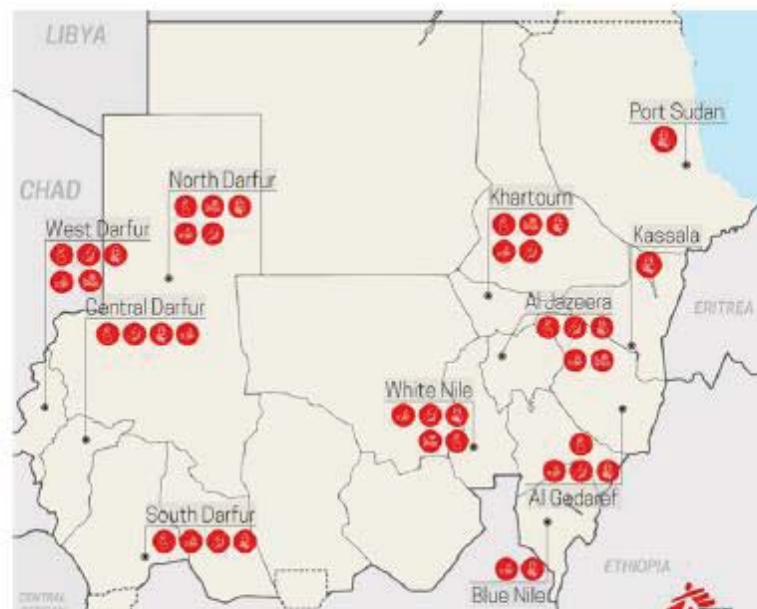 LIBYA
Port Sudan
CHAD
North Darfur
Khartoum
West Darfur
Kassala
Al Jazeera
Central Darfur
ERITREA
White Nile
Al Gedaref
South Darfur
ETHIOPIA
Blue Nile
CENTRAL